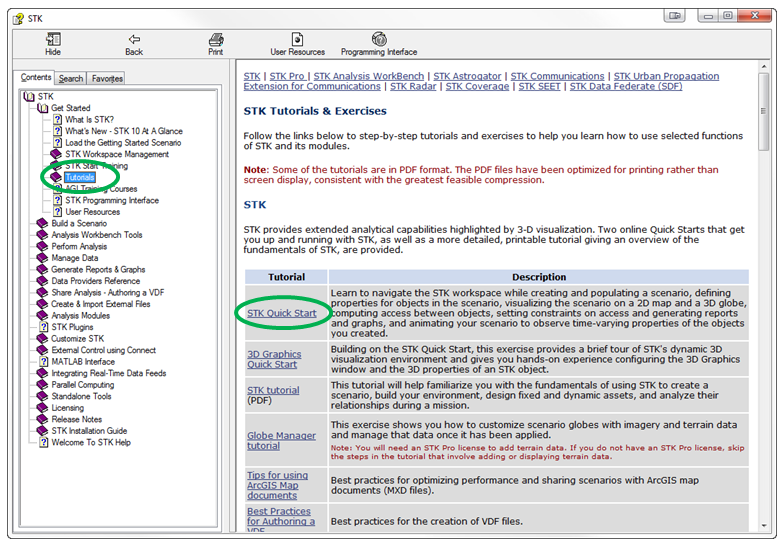 STK
Hide
Back
Print
User Resources
Programming Interface
Contents
Search
Favorites
STK
Get Started
What Is STK?
What's New - STK 10 At A Glance
Load the Getting Started Scenario
STK Workspace Management
STK Start Training
Tutorials
AGI Training Courses
STK Programming Interface
User Resources
Build a Scenario
Analysis Workbench Tools
Perform Analysis
Manage Data
Generate Reports & Graphs
Data Providers Reference
Share Analysis - Authoring a VDF
Create & Import External Files
Analysis Modules
STK Plugins
Customize STK
External Control using Connect
MATLAB Interface
Integrating Real-Time Data Feeds
Parallel Computing
Standalone Tools
Licensing
Release Notes
STK Installation Guide
Welcome To STK Help
STK | STK Pro | STK Analysis WorkBench | STK Astrogator | STK Communications | STK Urban Propagation
Extension for Communications | STK Radar | STK Coverage | STK SEET | STK Data Federate (SDF)
STK Tutorials & Exercises
Follow the links below to step-by-step tutorials and exercises to help you learn how to use selected functions
of STK and its modules.
Note: Some of the tutorials are in PDF format. The PDF files have been optimized for printing rather than
screen display, consistent with the greatest feasible compression.
STK
STK provides extended analytical capabilities highlighted by 3-D visualization. Two online Quick Starts that get
you up and running with STK, as well as a more detailed, printable tutorial giving an overview of the
fundamentals of STK, are provided.
Tutorial
Description
STK Quick Start
Learn to navigate the STK workspace while creating and populating a scenario, defining
properties for objects in the scenario, visualizing the scenario on a 2D map and a 3D globe,
computing access between objects, setting constraints on access and generating reports
and graphs, and animating your scenario to observe time-varying properties of the objects
you created.
3D Graphics
Quick Start
Building on the STK Quick Start, this exercise provides a brief tour of STK's dynamic 3D
visualization environment and gives you hands-on experience configuring the 3D Graphics
window and the 3D properties of an STK object.
STK tutorial
(PDF)
This tutorial will help familiarize you with the fundamentals of using STK to create a
scenario, build your environment, design fixed and dynamic assets, and analyze their
relationships during a mission.
Globe Manager
tutorial
This exercise shows you how to customize scenario globes with imagery and terrain data
and manage that data once it has been applied.
Note: You will need an STK Pro license to add terrain data. If you do not have an STK Pro license, skip
the steps in the tutorial that involve adding or displaying terrain data.
Tips for using
ArcGIS Map
documents
Best practices for optimizing performance and sharing scenarios with ArcGIS map
documents (MXD files).
Best Practices
for Authoring a
VDF
Best practices for the creation of VDF files.